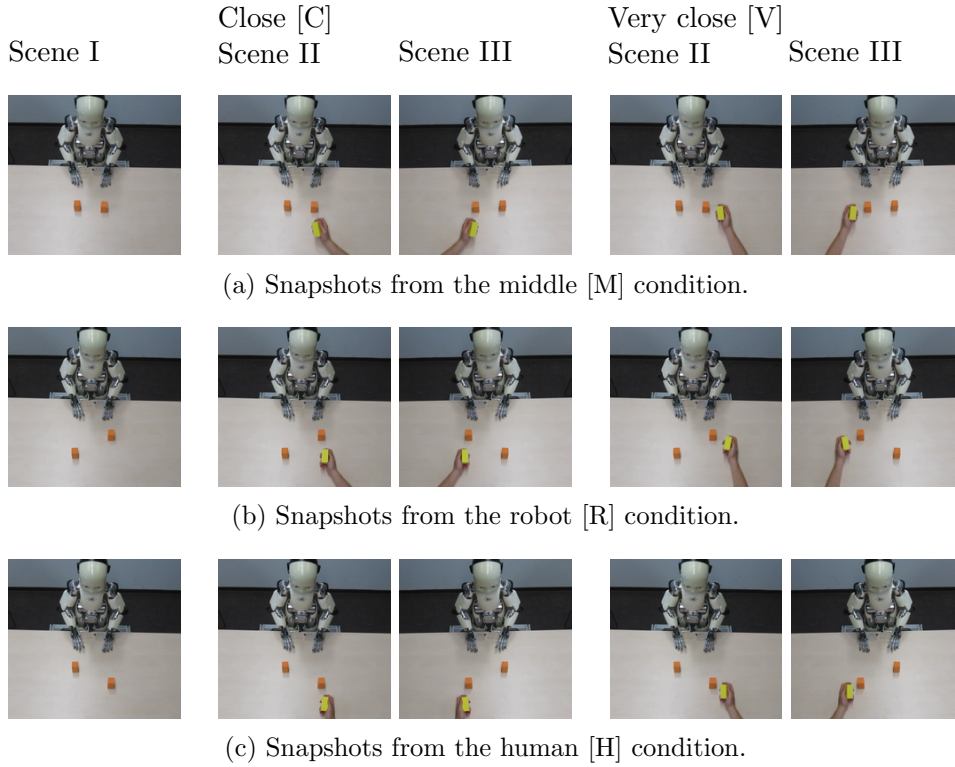 Close [C]
Very close [V]
Scene I
Scene II
Scene III
Scene II
Scene III
(a) Snapshots from the middle [M] condition.
(b) Snapshots from the robot [R] condition.
(c) Snapshots from the human [H] condition.